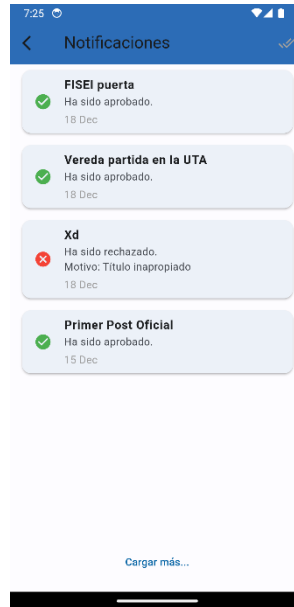 7:25
Notificaciones
FISEI puerta
Ha sido aprobado.
18 Dec
Vereda partida en la UTA
Ha sido aprobado.
18 Dec
Xd
Ha sido rechazado.
Motivo: Título inapropiado
18 Dec
Primer Post Oficial
Ha sido aprobado.
15 Dec
Cargar más...